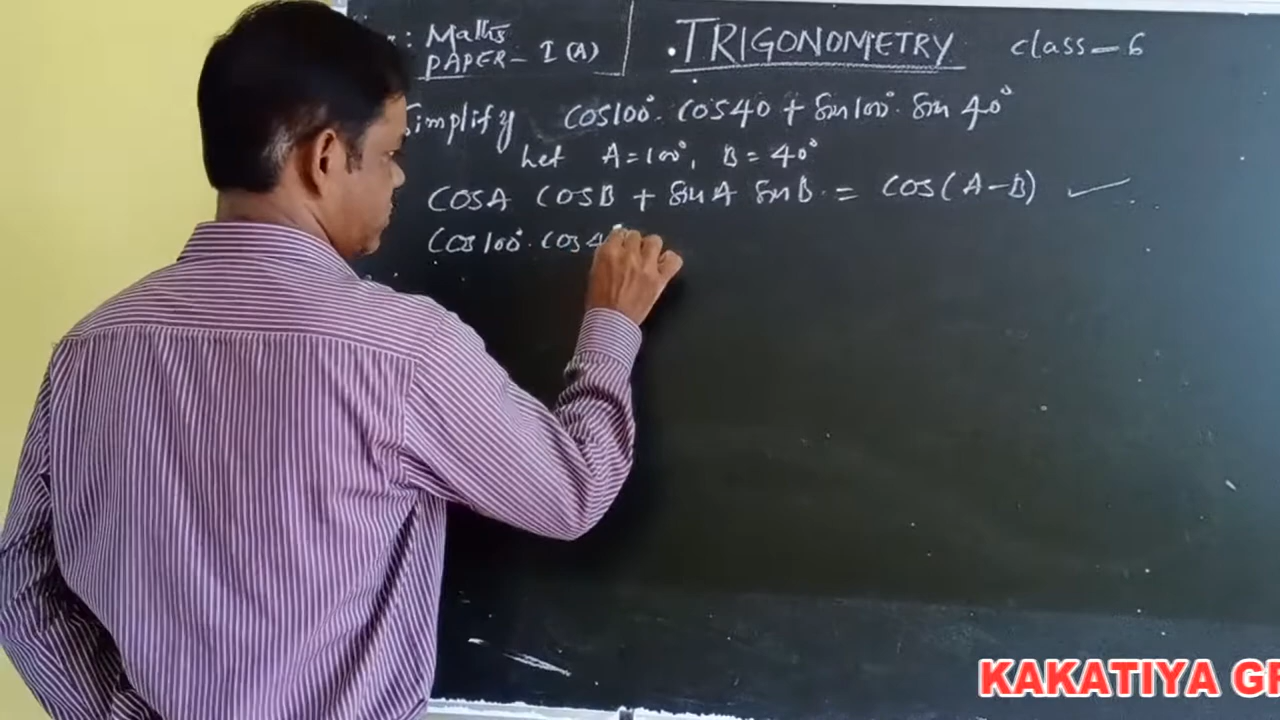 : Maths
PAPER - I (A)
TRIGONOMETRY class - 6
Simplify cos100°. cos40 + sin100°. sin 40°
Let A=100°, B=40°
COSA COSB + sinA sinB. = cos(A-B)
Cos100°. cos4
KAKATIYA